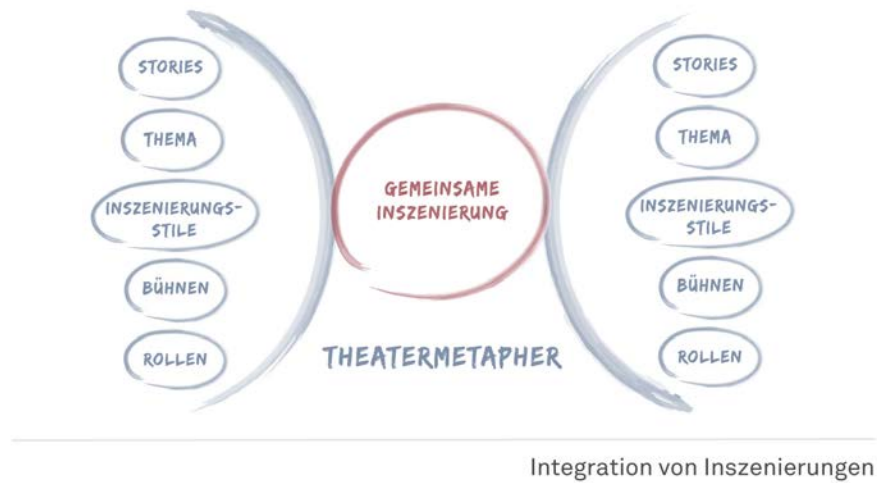 STORIES
THEMA
INSZENIERUNGS-
STILE
BÜHNEN
ROLLEN
GEMEINSAME
INSZENIERUNG
THEATERMETAPHER
STORIES
THEMA
INSZENIERUNGS-
STILE
BÜHNEN
ROLLEN
Integration von Inszenierungen